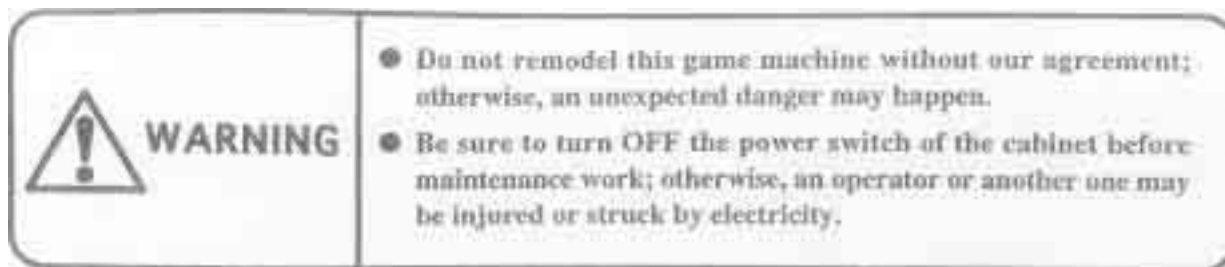 WARNING
● Do not remodel this game machine without our agreement;
otherwise, an unexpected danger may happen.
● Be sure to turn OFF the power switch of the cabinet before
maintenance work; otherwise, an operator or another one may
be injured or struck by electricity.